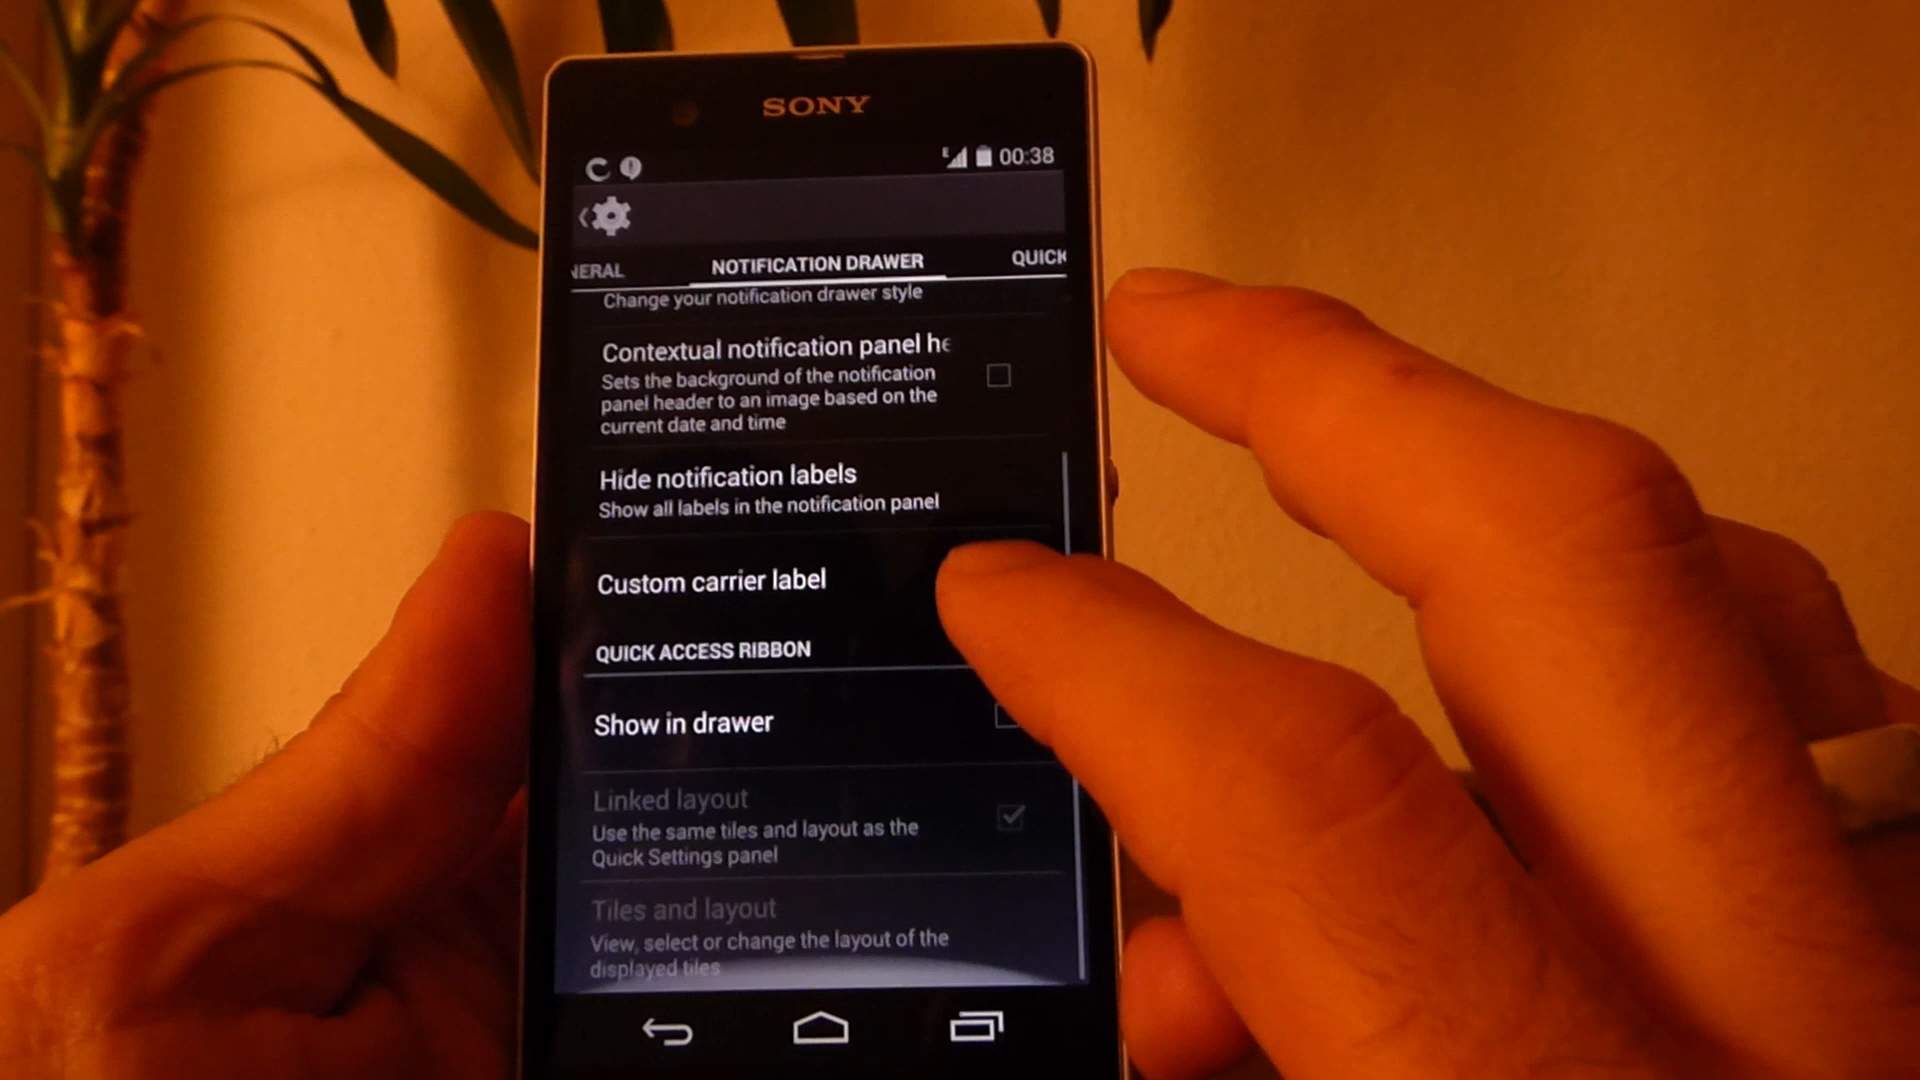 SONY
E 00:38
NERAL NOTIFICATION DRAWER QUICK
Change your notification drawer style
Contextual notification panel he
Sets the background of the notification
panel header to an image based on the
current date and time
Hide notification labels
Show all labels in the notification panel
Custom carrier label
QUICK ACCESS RIBBON
Show in drawer
Linked layout
Use the same tiles and layout as the
Quick Settings panel
Tiles and layout
View, select or change the layout of the
displayed tiles